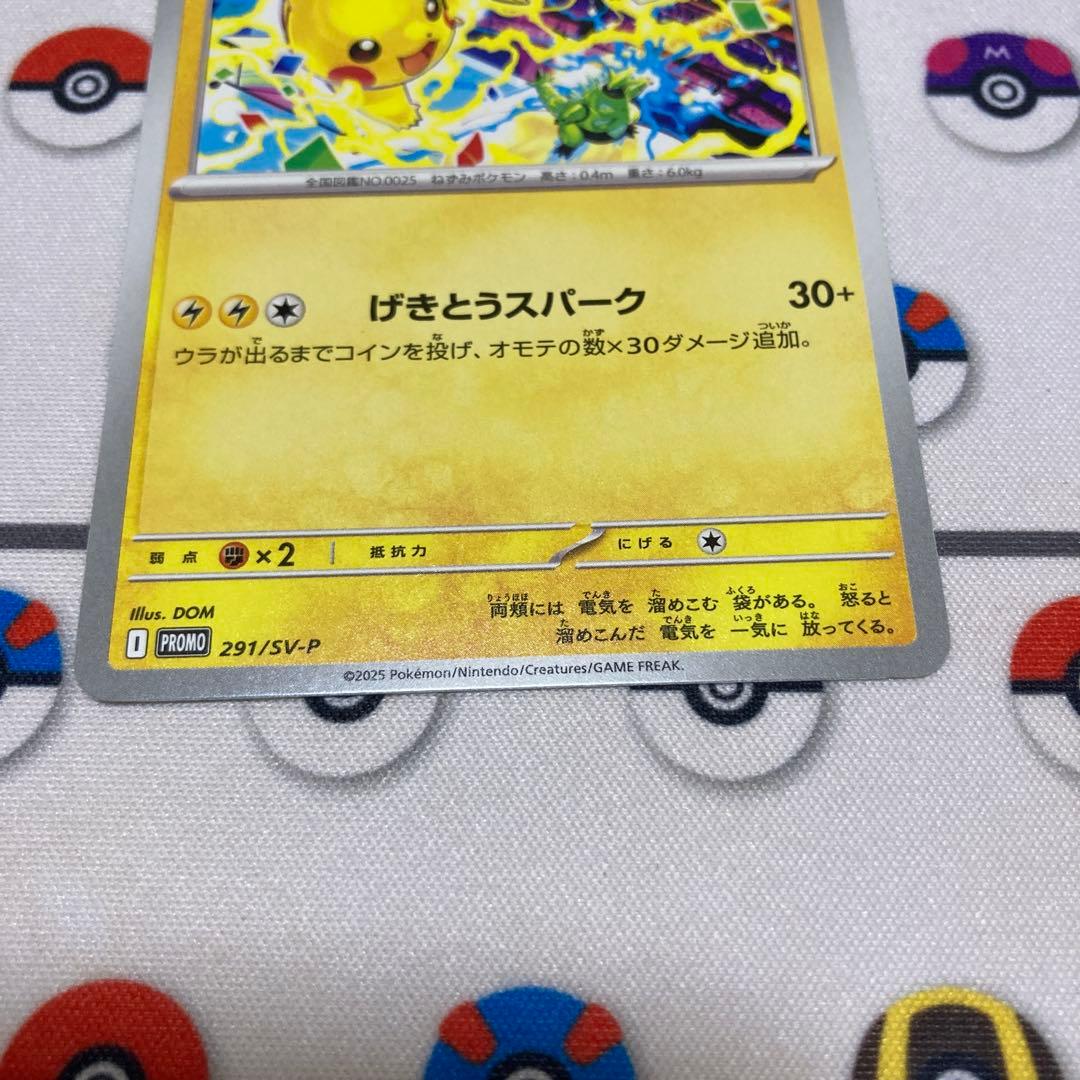 全国図鑑NO.0025 ねずみポケモン 高さ:0.4m 重さ:6.0kg
げきとうスパーク 30+
ウラが出るまでコインを投げ、オモテの数×30ダメージ追加。
弱点 ×2 抵抗力 にげる
Illus. DOM
両頬には 電気を 溜めこむ 袋がある。 怒ると
溜めこんだ 電気を 一気に 放ってくる。
I PROMO 291/SV-P
©2025 Pokémon/Nintendo/Creatures/GAME FREAK.
M